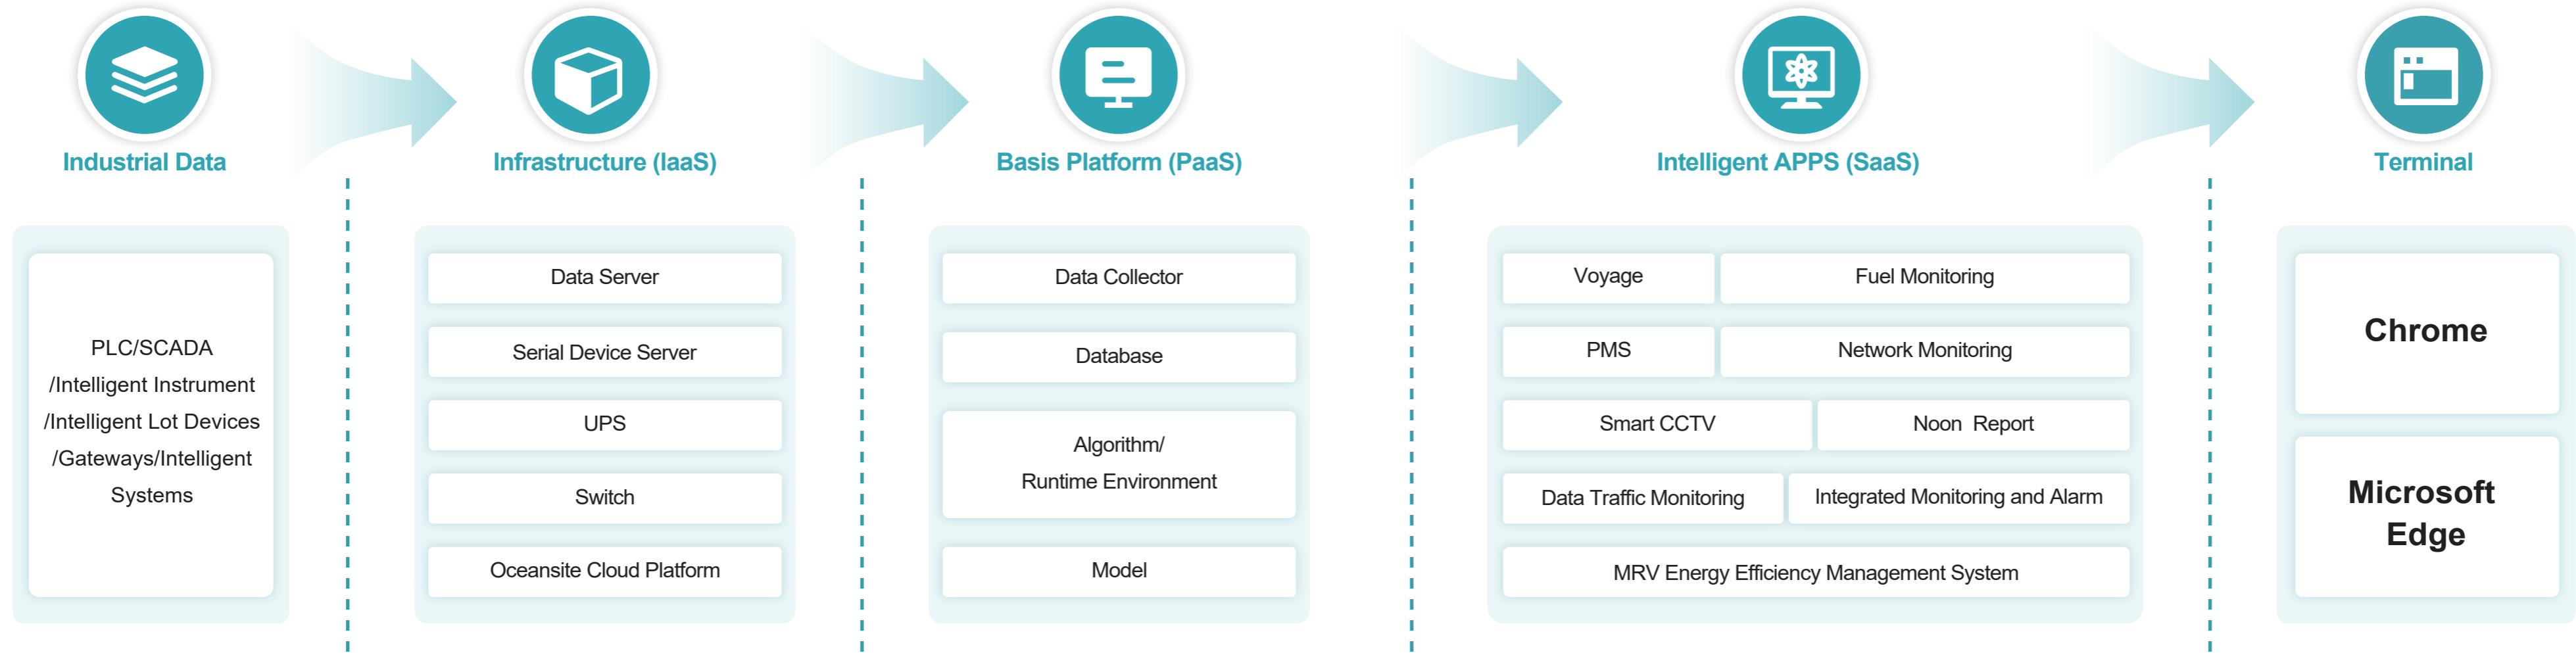 Industrial Data
Infrastructure (IaaS)
Basis Platform (PaaS)
Intelligent APPS (SaaS)
Terminal
PLC/SCADA
/Intelligent Instrument
/Intelligent Lot Devices
/Gateways/Intelligent
Systems
Data Server
Serial Device Server
UPS
Switch
Oceansite Cloud Platform
Data Collector
Database
Algorithm/
Runtime Environment
Model
Voyage
Fuel Monitoring
PMS
Network Monitoring
Smart CCTV
Noon Report
Data Traffic Monitoring
Integrated Monitoring and Alarm
MRV Energy Efficiency Management System
Chrome
Microsoft
Edge